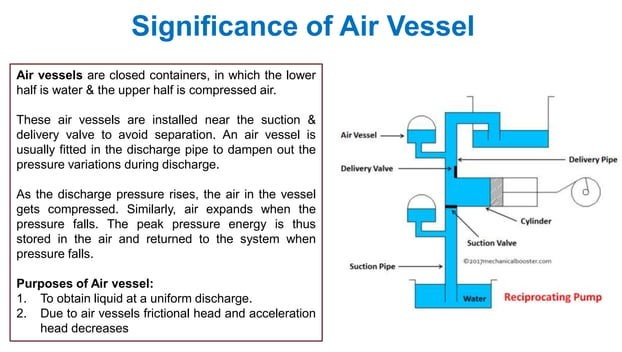 Significance of Air Vessel
Air vessels are closed containers, in which the lower
half is water & the upper half is compressed air.
These air vessels are installed near the suction &
delivery valve to avoid separation. An air vessel is
usually fitted in the discharge pipe to dampen out the
pressure variations during discharge.
As the discharge pressure rises, the air in the vessel
gets compressed. Similarly, air expands when the
pressure falls. The peak pressure energy is thus
stored in the air and returned to the system when
pressure falls.
Purposes of Air vessel:
1. To obtain liquid at a uniform discharge.
2. Due to air vessels frictional head and acceleration
head decreases
Air Vessel
Delivery Valve
Delivery Pipe
Cylinder
Suction Valve
©2017mechanicalbooster.com
Suction Pipe
Water
Reciprocating Pump